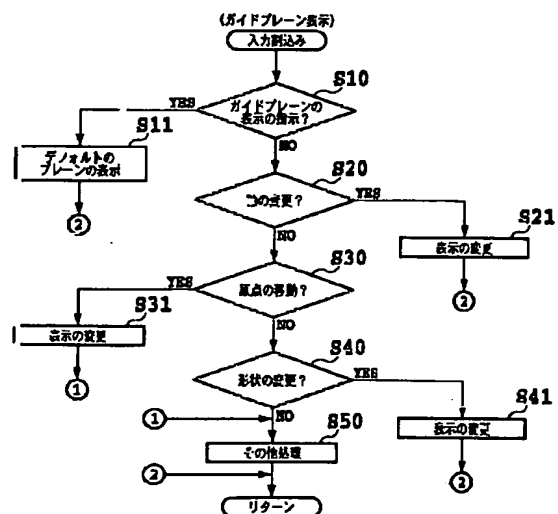 (ガイドプレーン表示)
入力割込み
S10
ガイドプレーンの
表示の指示?
YES
NO
S11
デフォルトの
プレーンの表示
②
S20
の変更?
YES
NO
S21
表示の変更
②
S30
原点の移動?
YES
NO
S31
表示の変更
①
S40
形状の変更?
YES
NO
S41
表示の変更
②
①
S50
その他処理
②
リターン